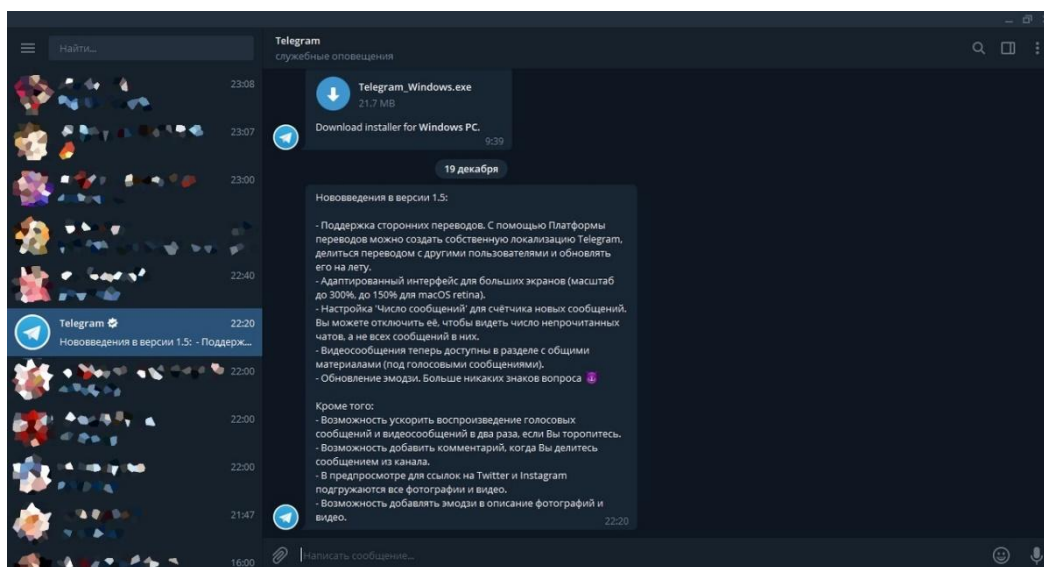 Найти...
23:08
23:07
23:00
22:40
Telegram
22:20
Нововведения в версии 1.5: - Поддерж...
22:00
22:00
22:00
21:47
16:00
Telegram
служебные оповещения
Telegram_Windows.exe
21.7 MB
Download installer for Windows PC.
9:39
19 декабря
Нововведения в версии 1.5:
- Поддержка сторонних переводов. С помощью Платформы
переводов можно создать собственную локализацию Telegram,
делиться переводом с другими пользователями и обновлять
его на лету.
- Адаптированный интерфейс для больших экранов (масштаб
до 300%, до 150% для macOS retina).
- Настройка 'Число сообщений' для счётчика новых сообщений.
Вы можете отключить её, чтобы видеть число непрочитанных
чатов, а не всех сообщений в них.
- Видеосообщения теперь доступны в разделе с общими
материалами (под голосовыми сообщениями).
- Обновление эмодзи. Больше никаких знаков вопроса 👿
Кроме того:
- Возможность ускорить воспроизведение голосовых
сообщений и видеосообщений в два раза, если Вы торопитесь.
- Возможность добавить комментарий, когда Вы делитесь
сообщением из канала.
- В предпросмотре для ссылок на Twitter и Instagram
подгружаются все фотографии и видео.
- Возможность добавлять эмодзи в описание фотографий и
видео.
22:20
Написать сообщение...